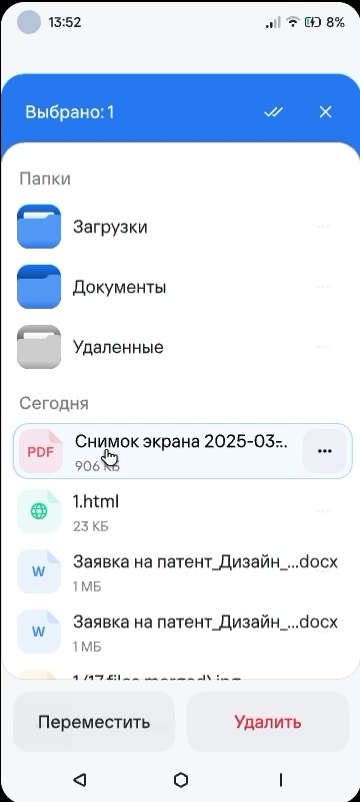 13:52
8%
Выбрано: 1
Папки
Загрузки
Документы
Удаленные
Сегодня
PDF
Снимок экрана 2025-03-...
906 КБ
1.html
23 КБ
W
Заявка на патент_Дизайн_...docx
1 МБ
W
Заявка на патент_Дизайн_...docx
1 МБ
Переместить
Удалить